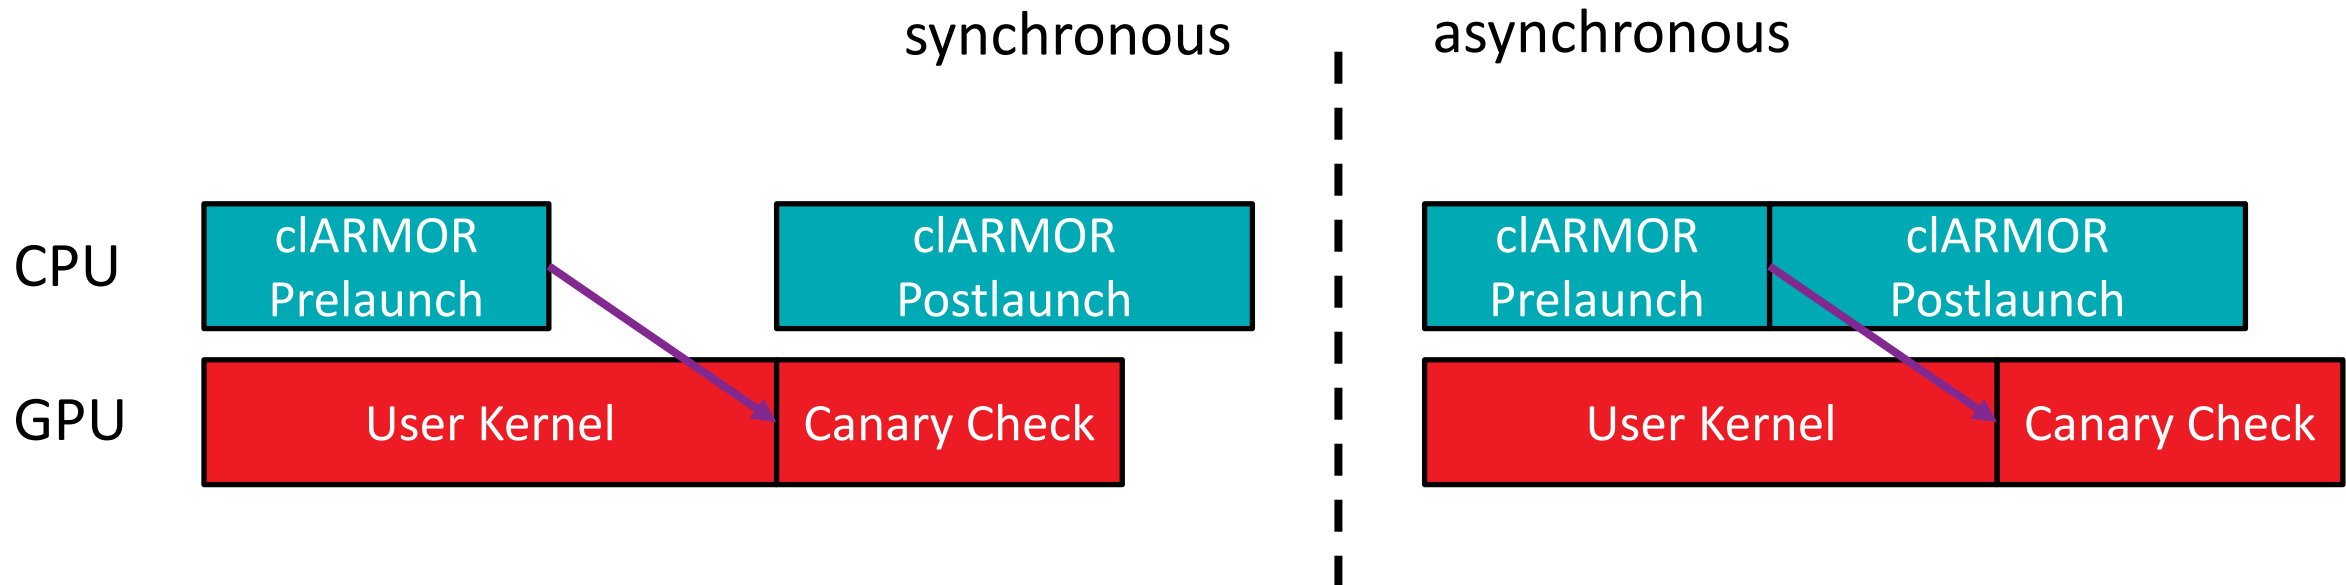 synchronous
asynchronous
CPU
clARMOR
Prelaunch
clARMOR
Postlaunch
clARMOR
Prelaunch
clARMOR
Postlaunch
GPU
User Kernel
Canary Check
User Kernel
Canary Check